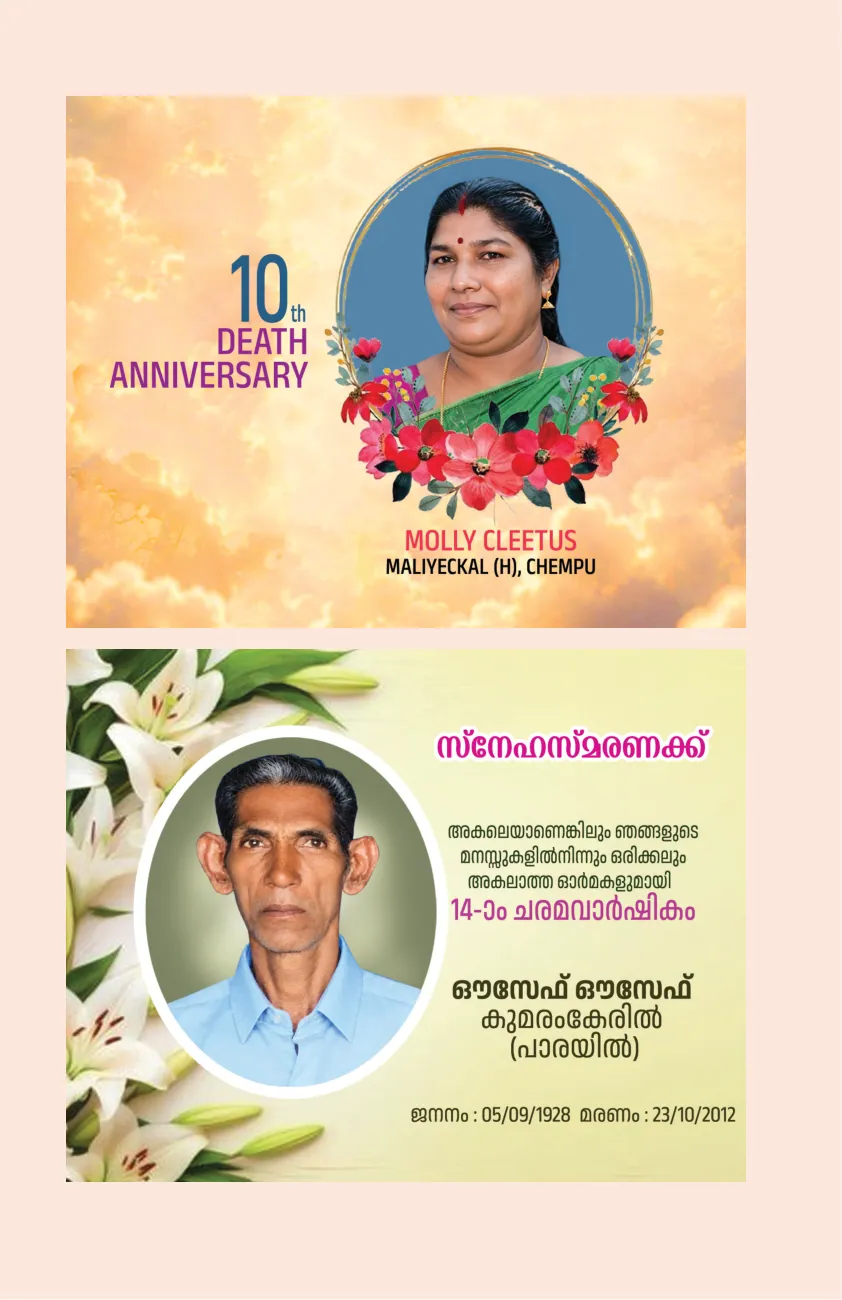 10th
DEATH
ANNIVERSARY
MOLLY CLEETUS
MALIYECKAL (H), CHEMPU
സ്നേഹസ്മരണക്ക്
അകലെയാണെങ്കിലും ഞങ്ങളുടെ
മനസ്സുകളിൽനിന്നും ഒരിക്കലും
അകലാത്ത ഓർമകളുമായി
14-ാം ചരമവാർഷികം
ഔസേഫ് ഔസേഫ്
കുമരംകേരിൽ
(പാരയിൽ)
ജനനം : 05/09/1928 മരണം : 23/10/2012